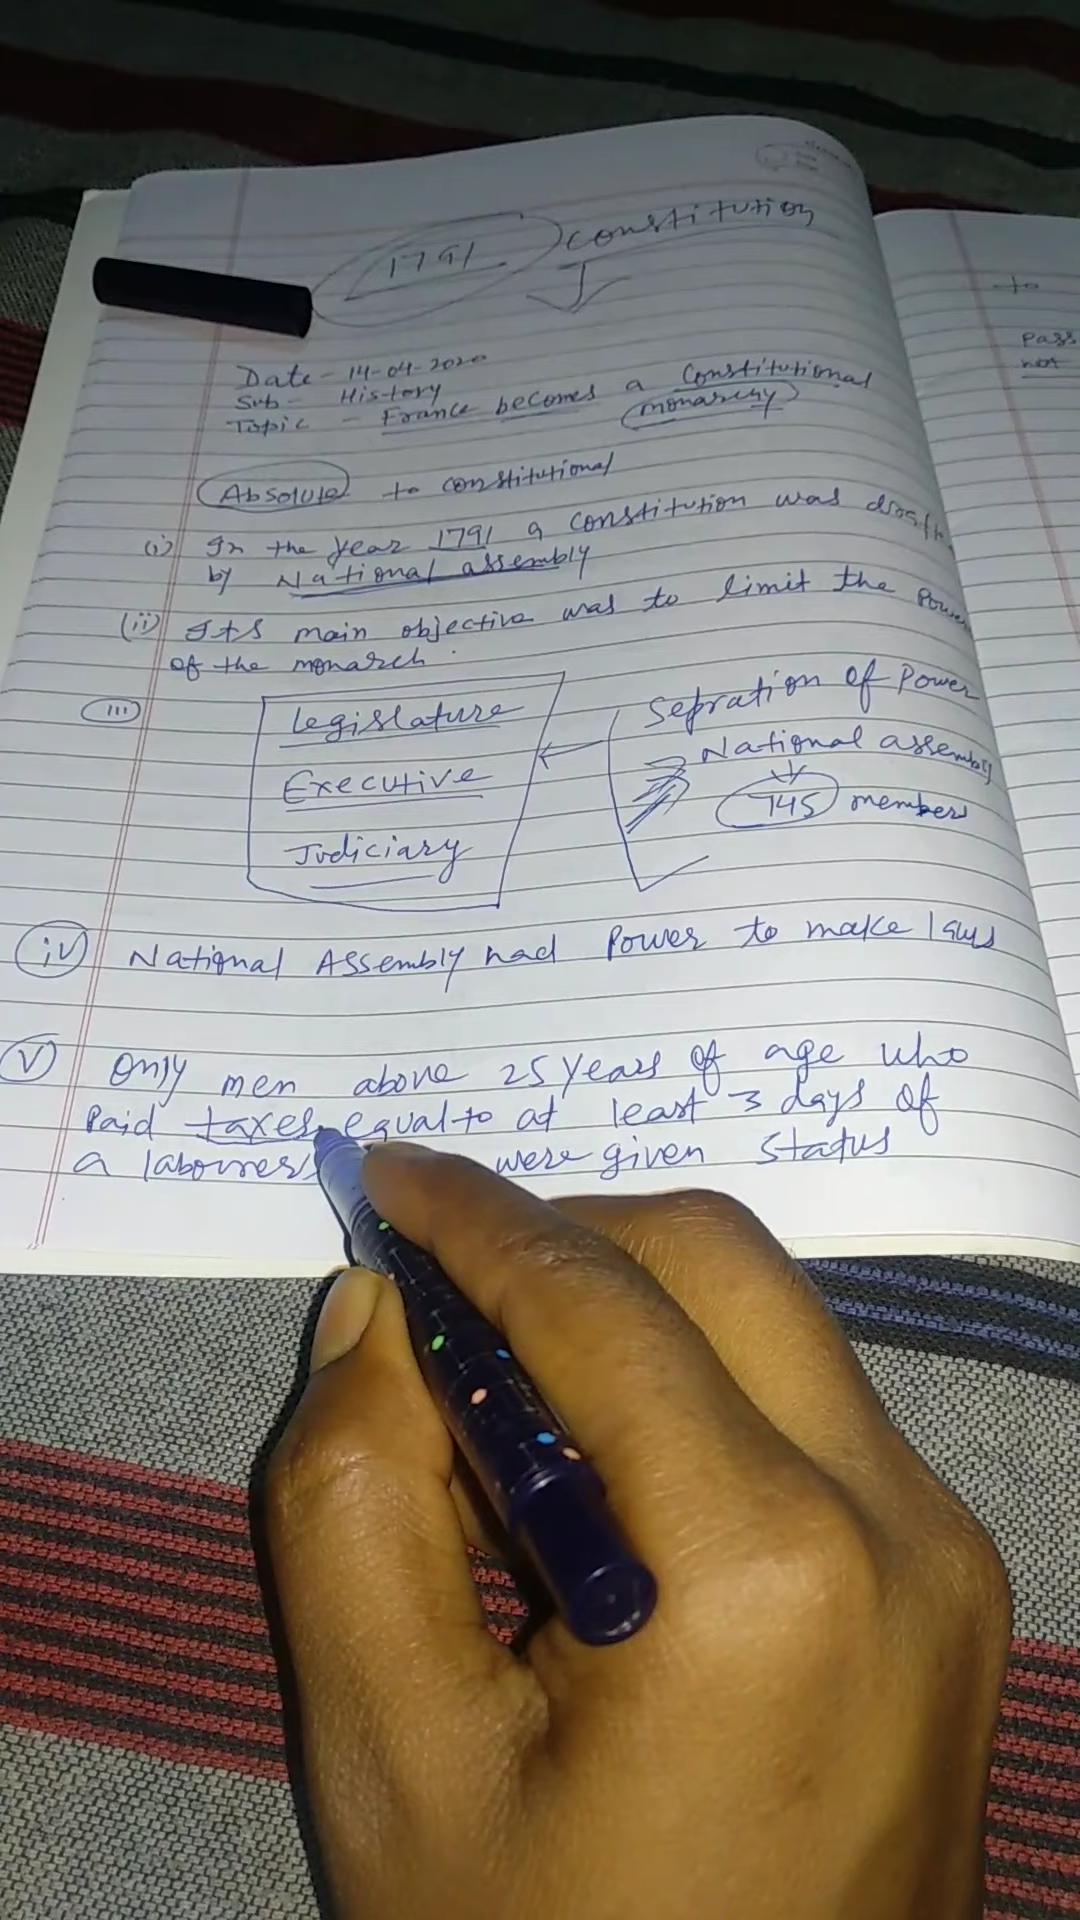 1791 constitution
Date - 14-04-2020
Sub - History
Topic - France becomes a Constitutional
monarchy
Absolute to constitutional
(i) In the year 1791 a constitution was
by National assembly
(ii) Its main objective was to limit the Power
of the monarch.
iii
Legislature
Executive
Judiciary
Sepration of Power
National assembly
745 members
iv National Assembly had Power to make laws
V Only men above 25 years of age who
Paid taxes equal to at least 3 days of
a were given status
to
Pass
not